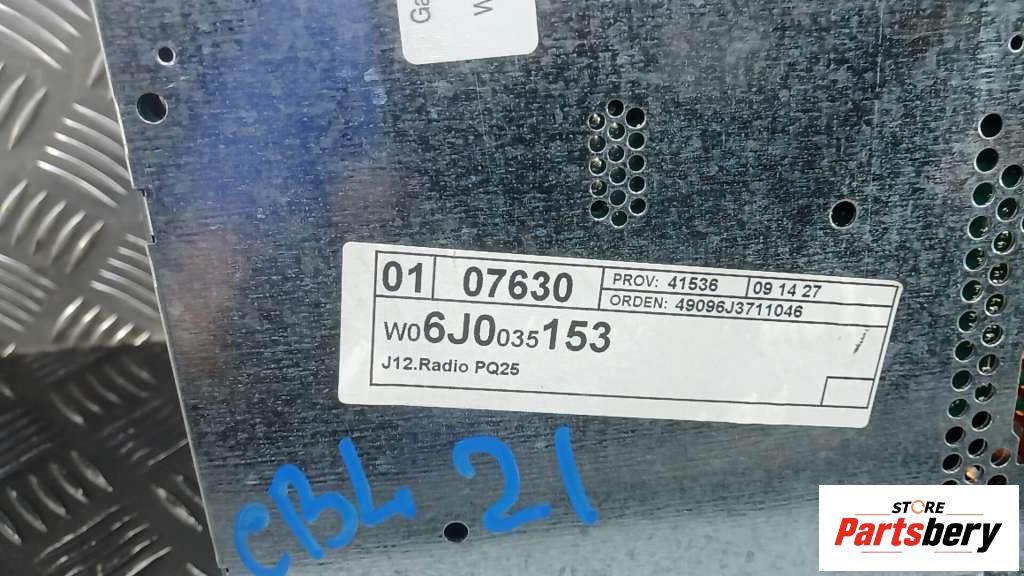 01 07630 PROV: 41536 09 14 27
ORDEN: 49096J3711046
W06J0035153
J12.Radio PQ25
CB4 21
STORE
Partsbery